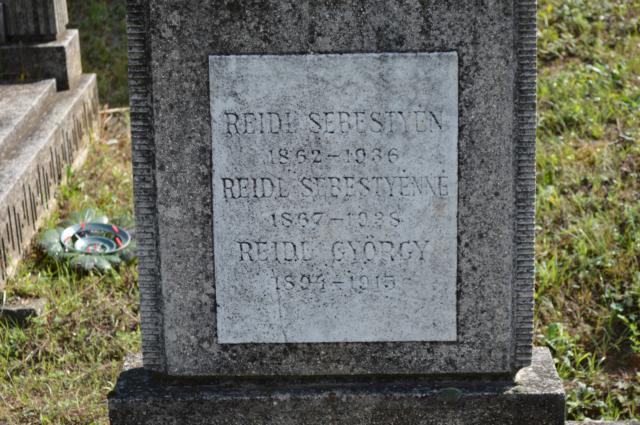 REIDL SEBESTYÉN
1862-1936
REIDL SEBESTYÉNNÉ
1867-1938
REIDL GYÖRGY
1894-1915